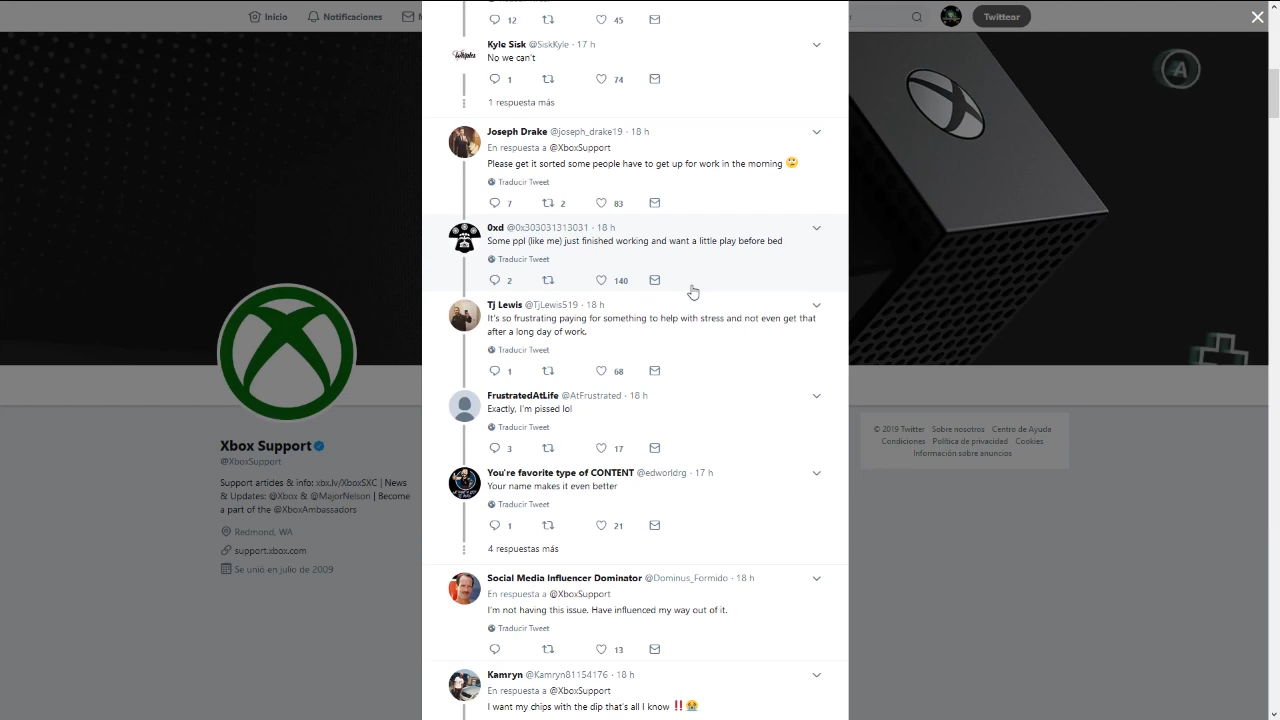 Inicio
Notificaciones
M
r
Twittear
12
45
Whiplex
Kyle Sisk @SiskKyle · 17 h
No we can't
1
74
1 respuesta más
Joseph Drake @joseph_drake19 · 18 h
En respuesta a @XboxSupport
Please get it sorted some people have to get up for work in the morning 🙄
Traducir Tweet
7
2
83
0xd @0x303031313031 · 18 h
Some ppl (like me) just finished working and want a little play before bed
Traducir Tweet
2
140
Tj Lewis @TjLewis519 · 18 h
It's so frustrating paying for something to help with stress and not even get that
after a long day of work.
Traducir Tweet
1
68
FrustratedAtLife @AtFrustrated · 18 h
Exactly, I'm pissed lol
Traducir Tweet
3
17
You're favorite type of CONTENT @edworldrg · 17 h
Your name makes it even better
Traducir Tweet
1
21
4 respuestas más
Social Media Influencer Dominator @Dominus_Formido · 18 h
En respuesta a @XboxSupport
I'm not having this issue. Have influenced my way out of it.
Traducir Tweet
13
Kamryn @Kamryn81154176 · 18 h
En respuesta a @XboxSupport
I want my chips with the dip that's all I know ‼️😭
Xbox Support
@XboxSupport
Support articles & info: xbx.lv/XboxSXC | News
& Updates: @Xbox & @MajorNelson | Become
a part of the @XboxAmbassadors
Redmond, WA
support.xbox.com
Se unió en julio de 2009
A
© 2019 Twitter Sobre nosotros Centro de Ayuda
Condiciones Política de privacidad Cookies
Información sobre anuncios